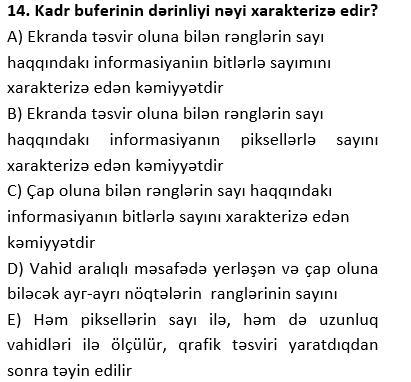 14. Kadr buferinin dərinliyi nəyi xarakterizə edir?
A) Ekranda təsvir oluna bilən rənglərin sayı
haqqındakı informasiyanıın bitlərlə sayımını
xarakterizə edən kəmiyyətdir
B) Ekranda təsvir oluna bilən rənglərin sayı
haqqındakı informasiyanın piksellərlə sayını
xarakterizə edən kəmiyyətdir
C) Çap oluna bilən rənglərin sayı haqqındakı
informasiyanın bitlərlə sayını xarakterizə edən
kəmiyyətdir
D) Vahid aralıqlı məsafədə yerləşən və çap oluna
biləcək ayr-ayrı nöqtələrin ranglərinin sayını
E) Həm piksellərin sayı ilə, həm də uzunluq
vahidləri ilə ölçülür, qrafik təsviri yaratdıqdan
sonra təyin edilir